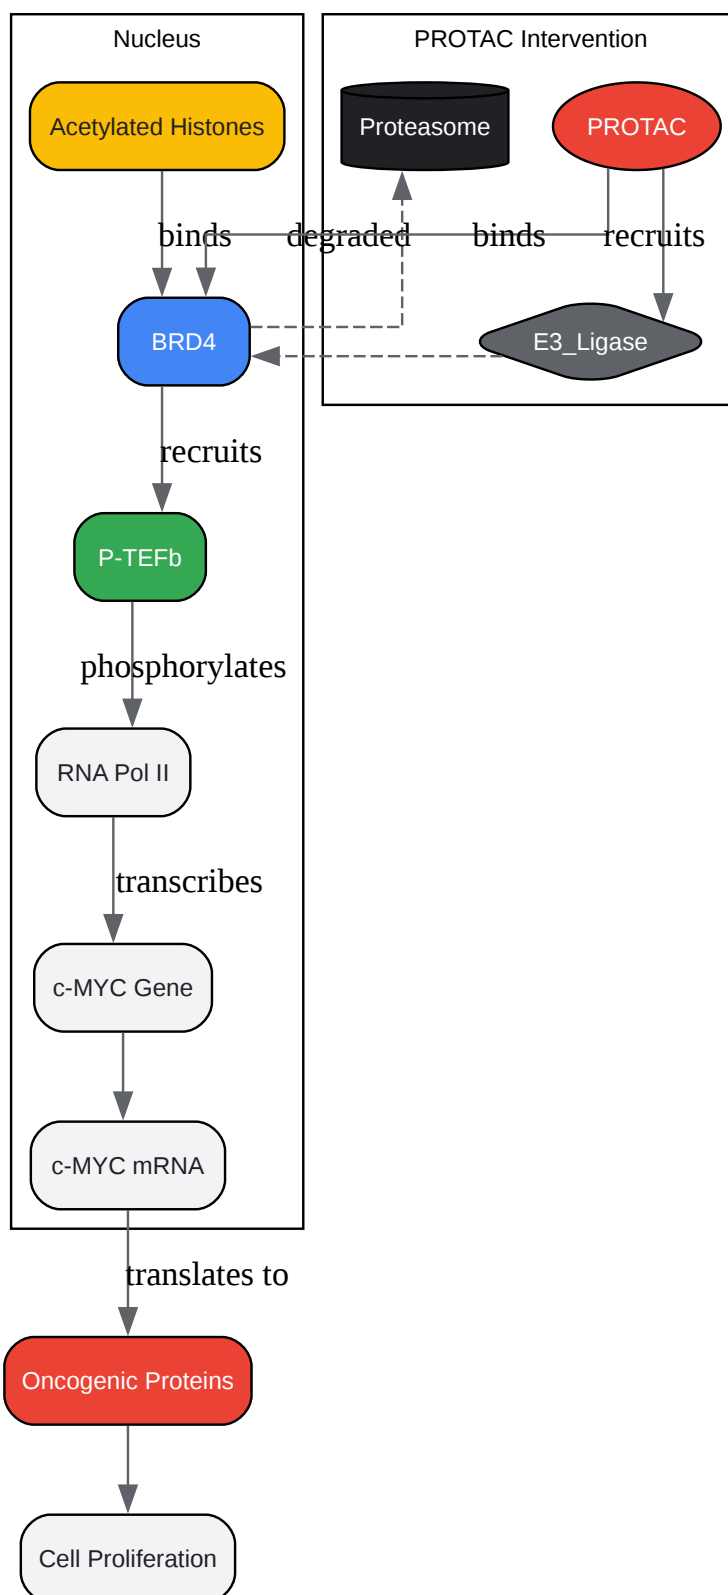 Nucleus
PROTAC Intervention
Acetylated Histones
Proteasome
PROTAC
binds
degraded
binds
recruits
BRD4
E3_Ligase
recruits
P-TEFb
phosphorylates
RNA Pol II
transcribes
c-MYC Gene
c-MYC mRNA
translates to
Oncogenic Proteins
Cell Proliferation